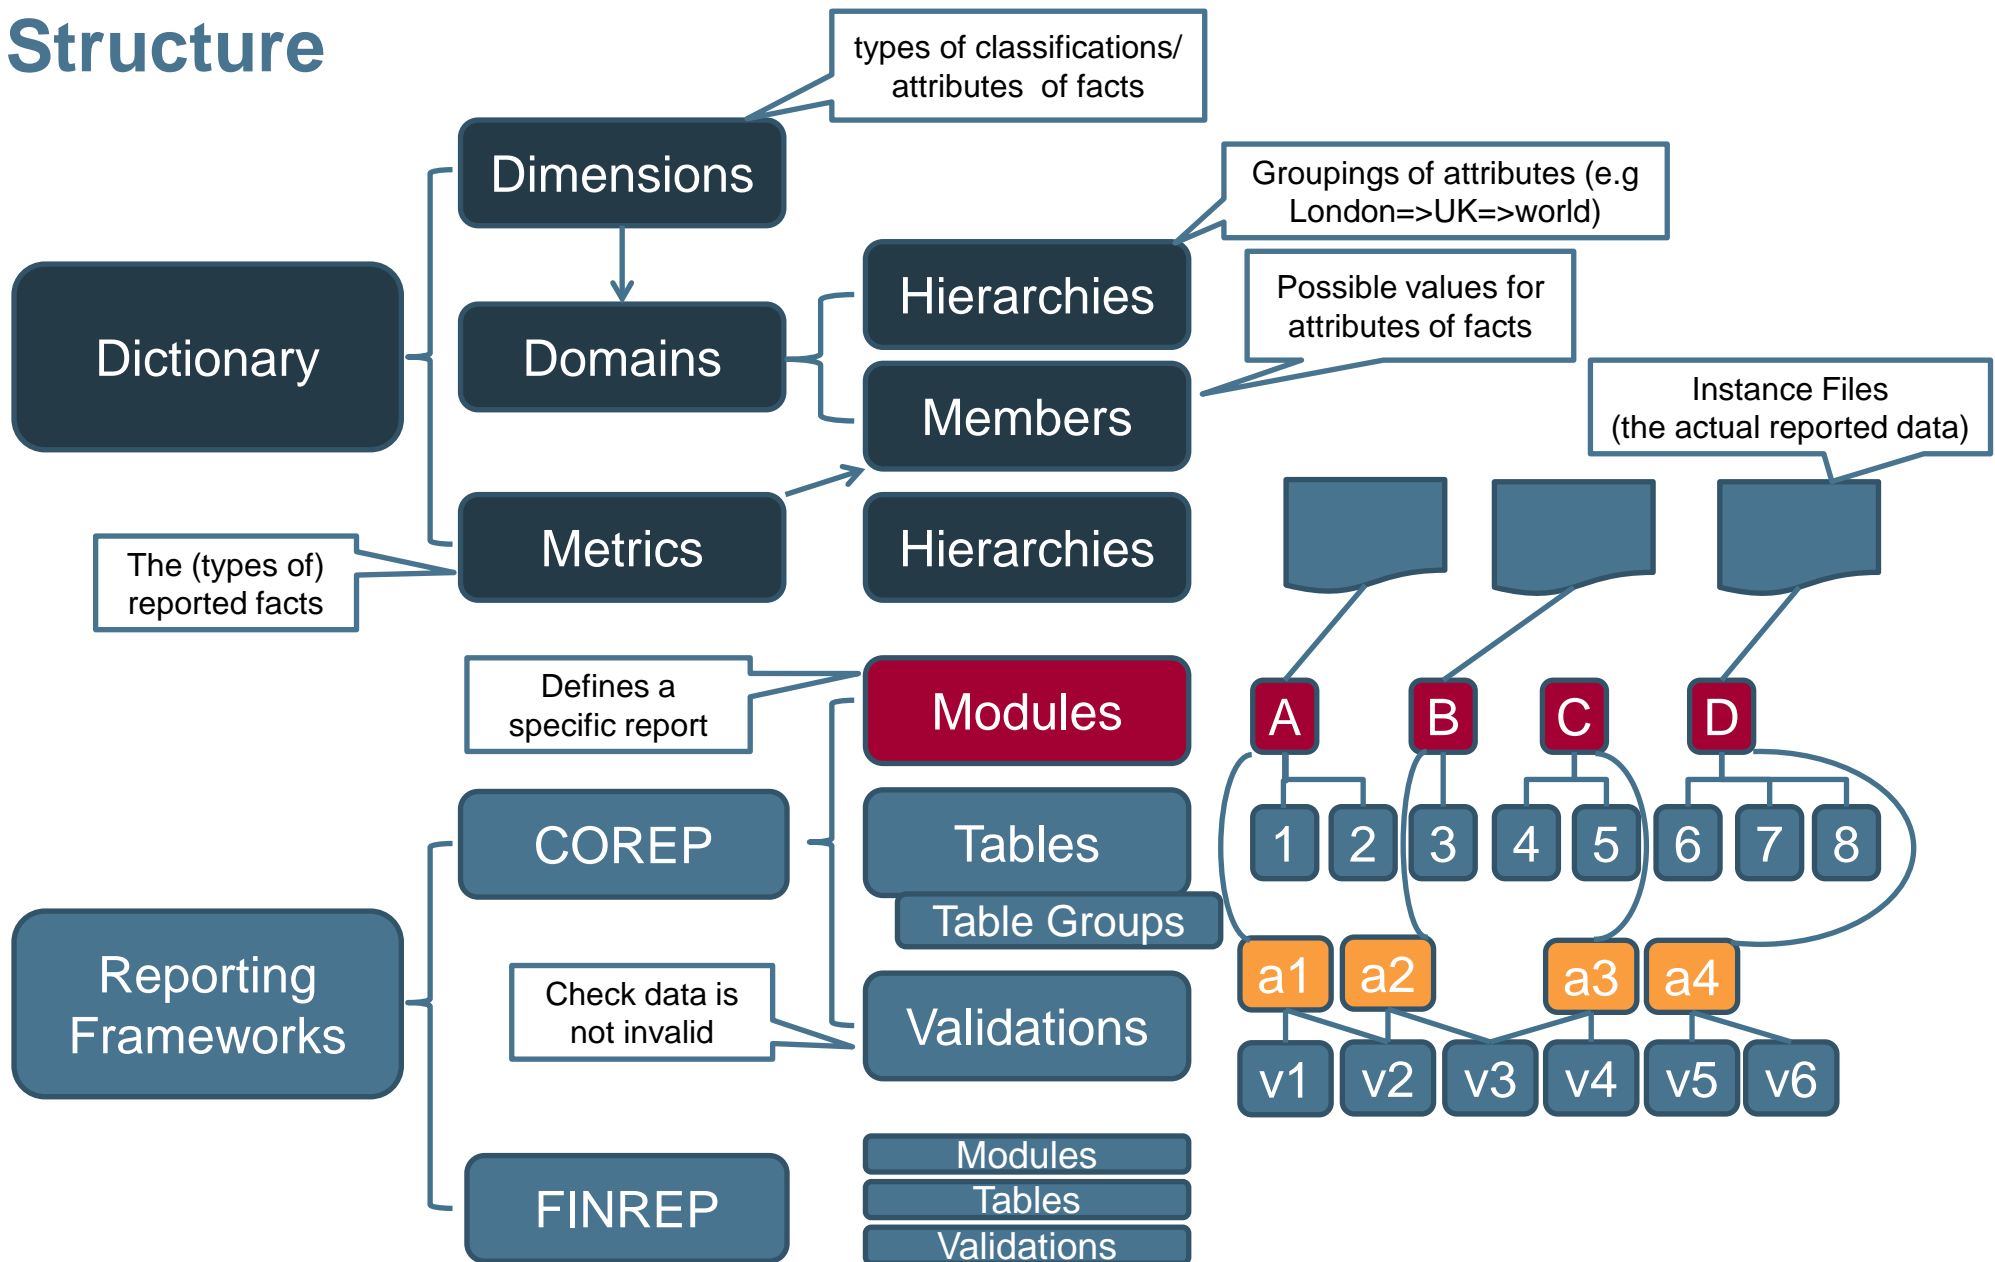 Structure
types of classifications/
attributes  of facts
Dimensions
Groupings of attributes (e.g
London=>UK=>world)
Hierarchies
Possible values for
attributes of facts
Dictionary
Domains
Members
Instance Files
(the actual reported data)
Metrics
Hierarchies
The (types of)
reported facts
Defines a
specific report
Modules
A
B
C
D
COREP
Tables
1
2
3
4
5
6
7
8
Table Groups
Reporting
Frameworks
Check data is
not invalid
Validations
a1
a2
a3
a4
v1
v2
v3
v4
v5
v6
FINREP
Modules
Tables
Validations